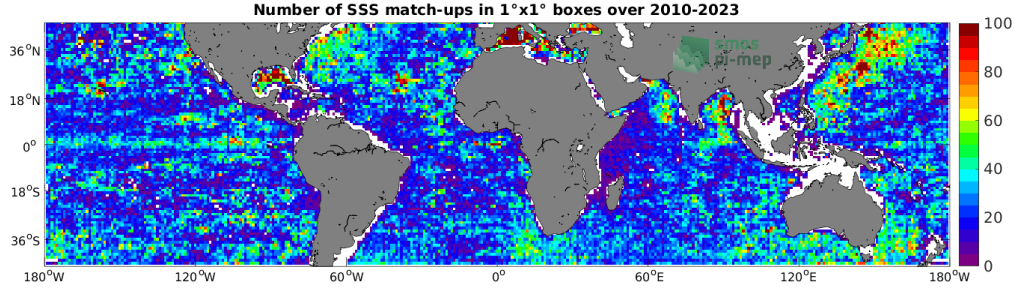 Number of SSS match-ups in 1°x1° boxes over 2010-2023
36°N
18°N
0°
18°S
36°S
180°W
120°W
60°W
0°
60°E
120°E
180°W
100
80
60
40
20
0
smos
pi-mep